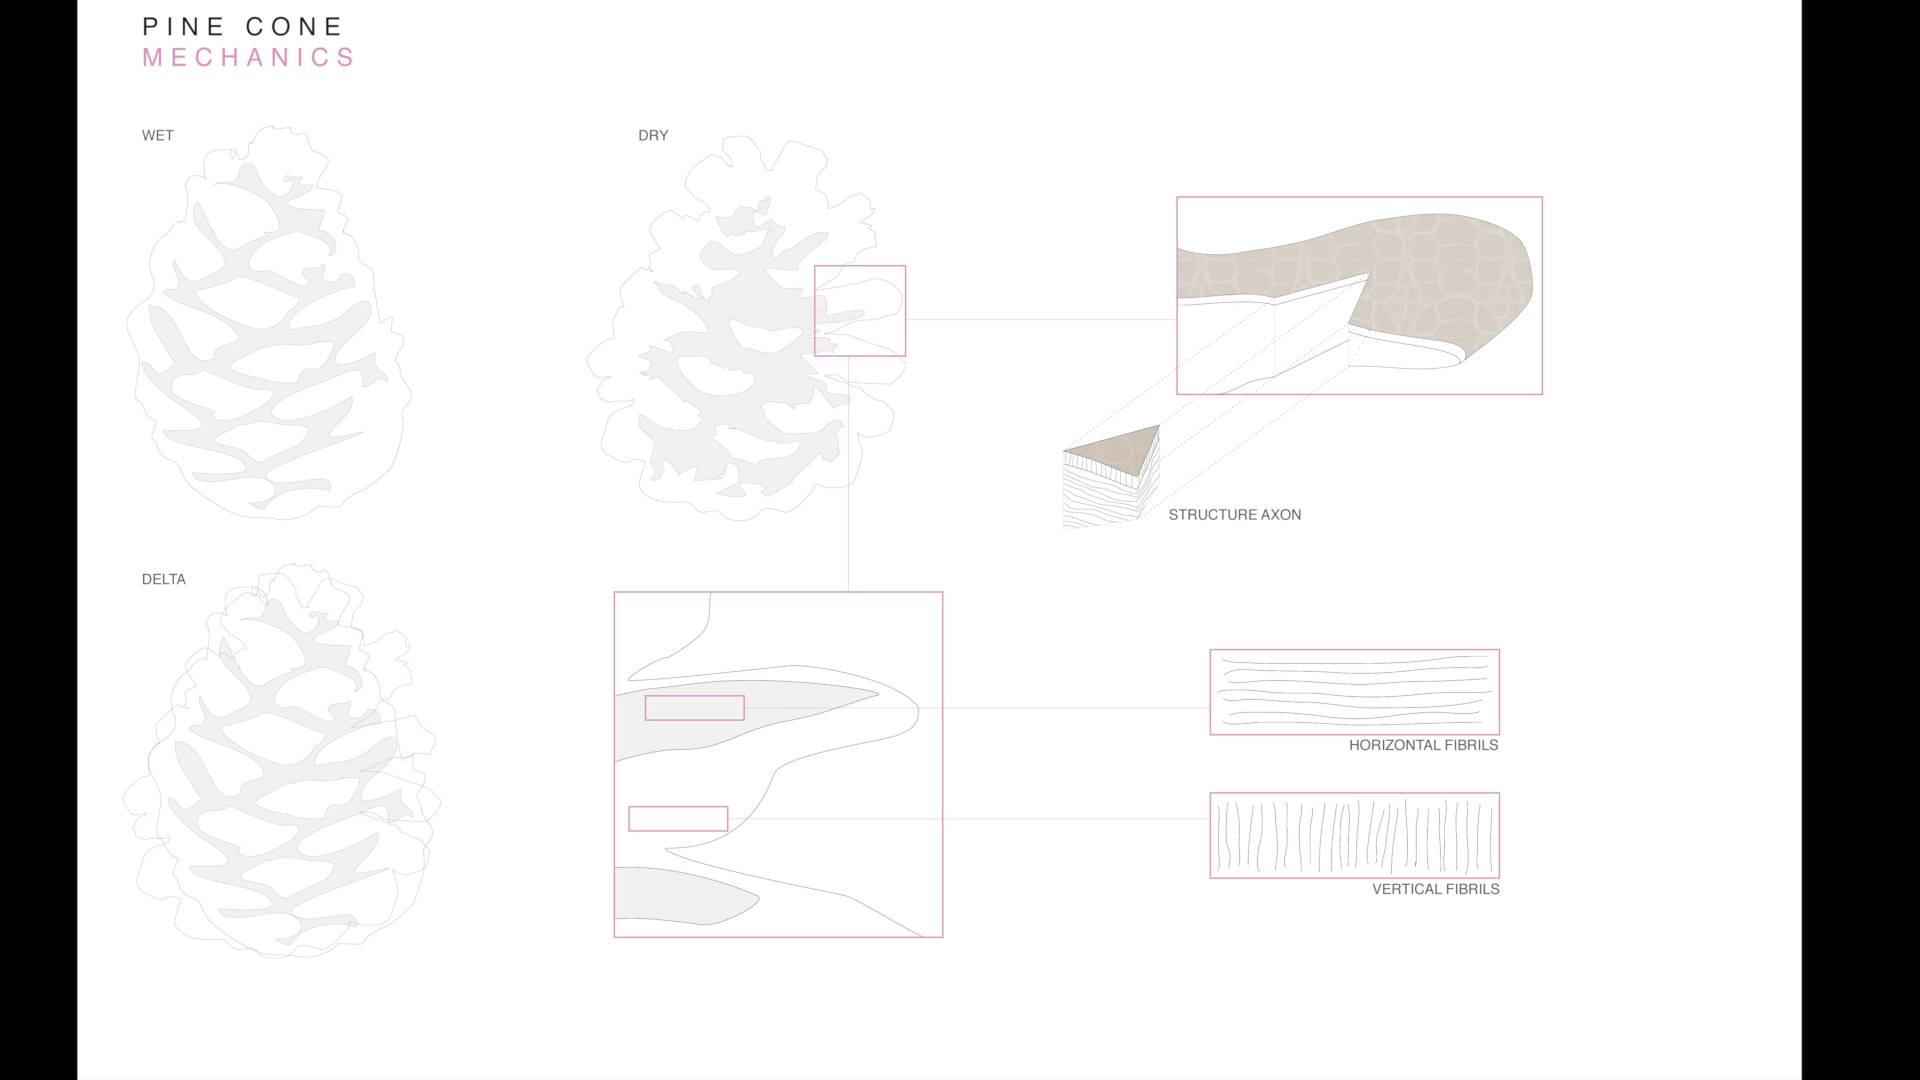 PINE CONE
MECHANICS
WET
DRY
STRUCTURE AXON
DELTA
HORIZONTAL FIBRILS
VERTICAL FIBRILS